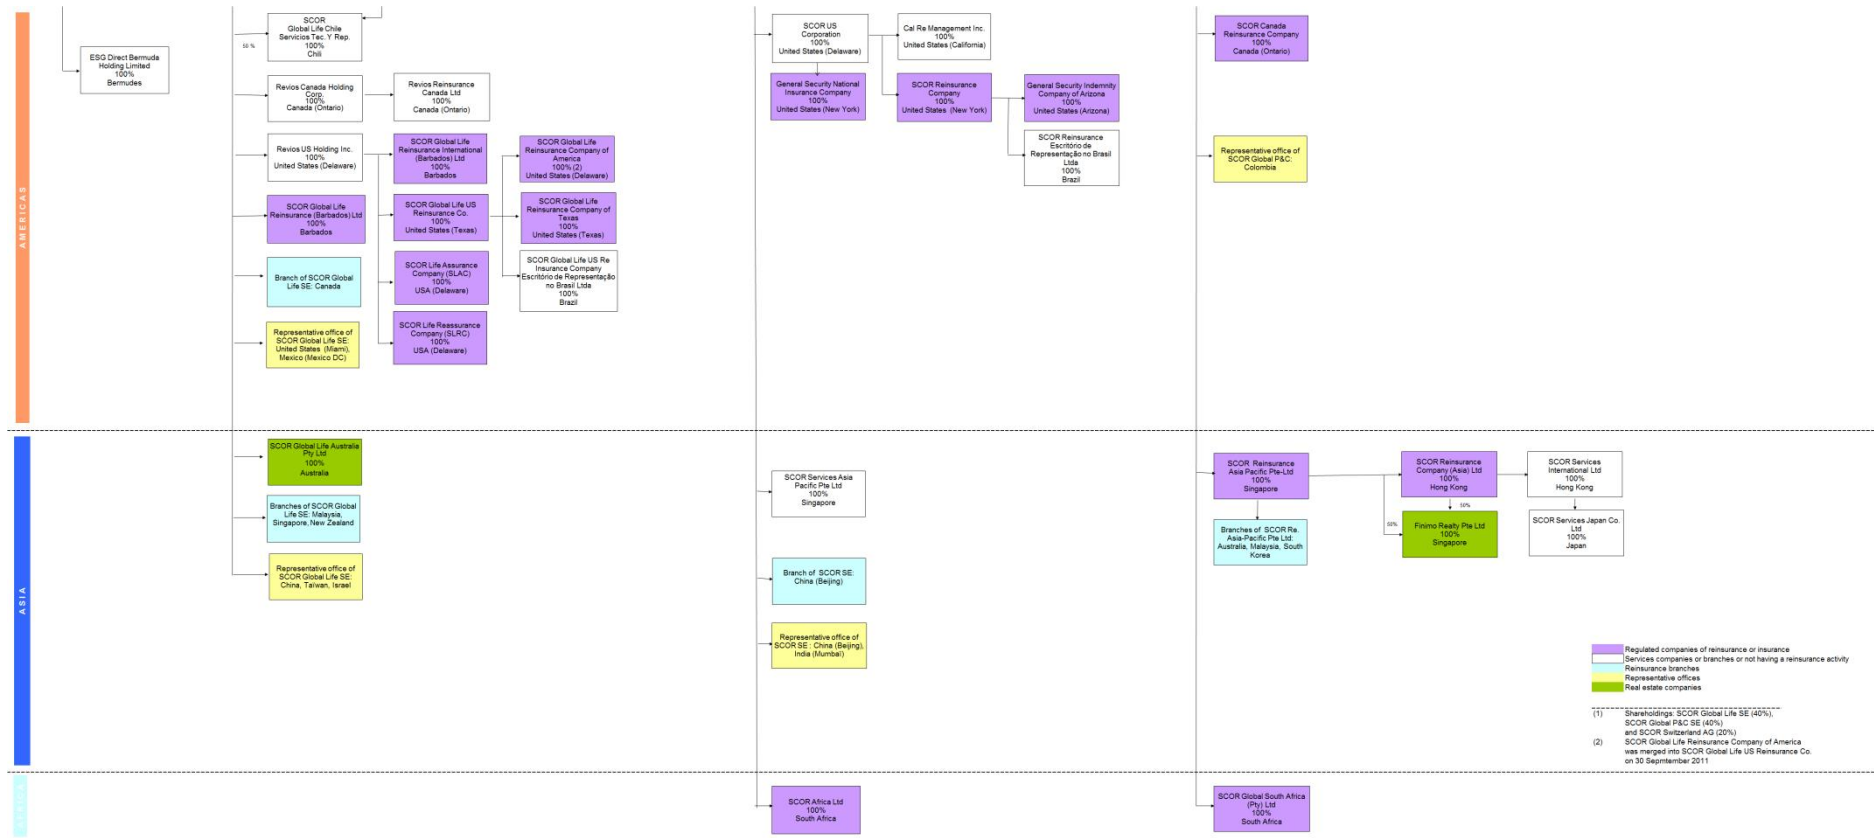 AMERICAS
ESG Direct Bermuda
Holding Limited
100%
Bermudes
50 %
SCOR
Global Life Chile
Servicios Tec. Y Rep.
100%
Chili
Revios Canada Holding
Corp.
100%
Canada (Ontario)
Revios Reinsurance
Canada Ltd
100%
Canada (Ontario)
Revios US Holding Inc.
100%
United States (Delaware)
SCOR Global Life
Reinsurance International
(Barbados) Ltd
100%
Barbados
SCOR Global Life
Reinsurance Company of
America
100% (2)
United States (Delaware)
SCOR Global Life
Reinsurance (Barbados) Ltd
100%
Barbados
SCOR Global Life US
Reinsurance Co.
100%
United States (Texas)
SCOR Global Life
Reinsurance Company of
Texas
100%
United States (Texas)
Branch of SCOR Global
Life SE: Canada
SCOR Life Assurance
Company (SLAC)
100%
USA (Delaware)
SCOR Global Life US Re
Insurance Company
Escritório de Representação
no Brasil Ltda
100%
Brazil
Representative office of
SCOR Global Life SE:
United States (Miami),
Mexico (Mexico DC)
SCOR Life Reassurance
Company (SLRC)
100%
USA (Delaware)
SCOR US
Corporation
100%
United States (Delaware)
Cal Re Management Inc.
100%
United States (California)
General Security National
Insurance Company
100%
United States (New York)
SCOR Reinsurance
Company
100%
United States (New York)
General Security Indemnity
Company of Arizona
100%
United States (Arizona)
SCOR Reinsurance
Escritório de
Representação no Brasil
Ltda
100%
Brazil
SCOR Canada
Reinsurance Company
100%
Canada (Ontario)
Representative office of
SCOR Global P&C:
Colombia
ASIA
SCOR Global Life Australia
Pty Ltd
100%
Australia
Branches of SCOR Global
Life SE: Malaysia,
Singapore, New Zealand
Representative office of
SCOR Global Life SE:
China, Taïwan, Israel
SCOR Services Asia
Pacific Pte Ltd
100%
Singapore
Branch of SCOR SE:
China (Beijing)
Representative office of
SCOR SE : China (Beijing),
India (Mumbai)
SCOR Reinsurance
Asia Pacific Pte-Ltd
100%
Singapore
SCOR Reinsurance
Company (Asia) Ltd
100%
Hong Kong
SCOR Services
International Ltd
100%
Hong Kong
50%
50%
Branches of SCOR Re.
Asia-Pacific Pte Ltd:
Australia, Malaysia, South
Korea
Finimo Realty Pte Ltd
100%
Singapore
SCOR Services Japan Co.
Ltd
100%
Japan
Regulated companies of reinsurance or insurance
Services companies or branches or not having a reinsurance activity
Reinsurance branches
Representative offices
Real estate companies
(1) Shareholdings: SCOR Global Life SE (40%),
SCOR Global P&C SE (40%)
and SCOR Switzerland AG (20%)
(2) SCOR Global Life Reinsurance Company of America
was merged into SCOR Global Life US Reinsurance Co.
on 30 Sepmtember 2011
SCOR Africa Ltd
100%
South Africa
SCOR Global South Africa
(Pty) Ltd
100%
South Africa